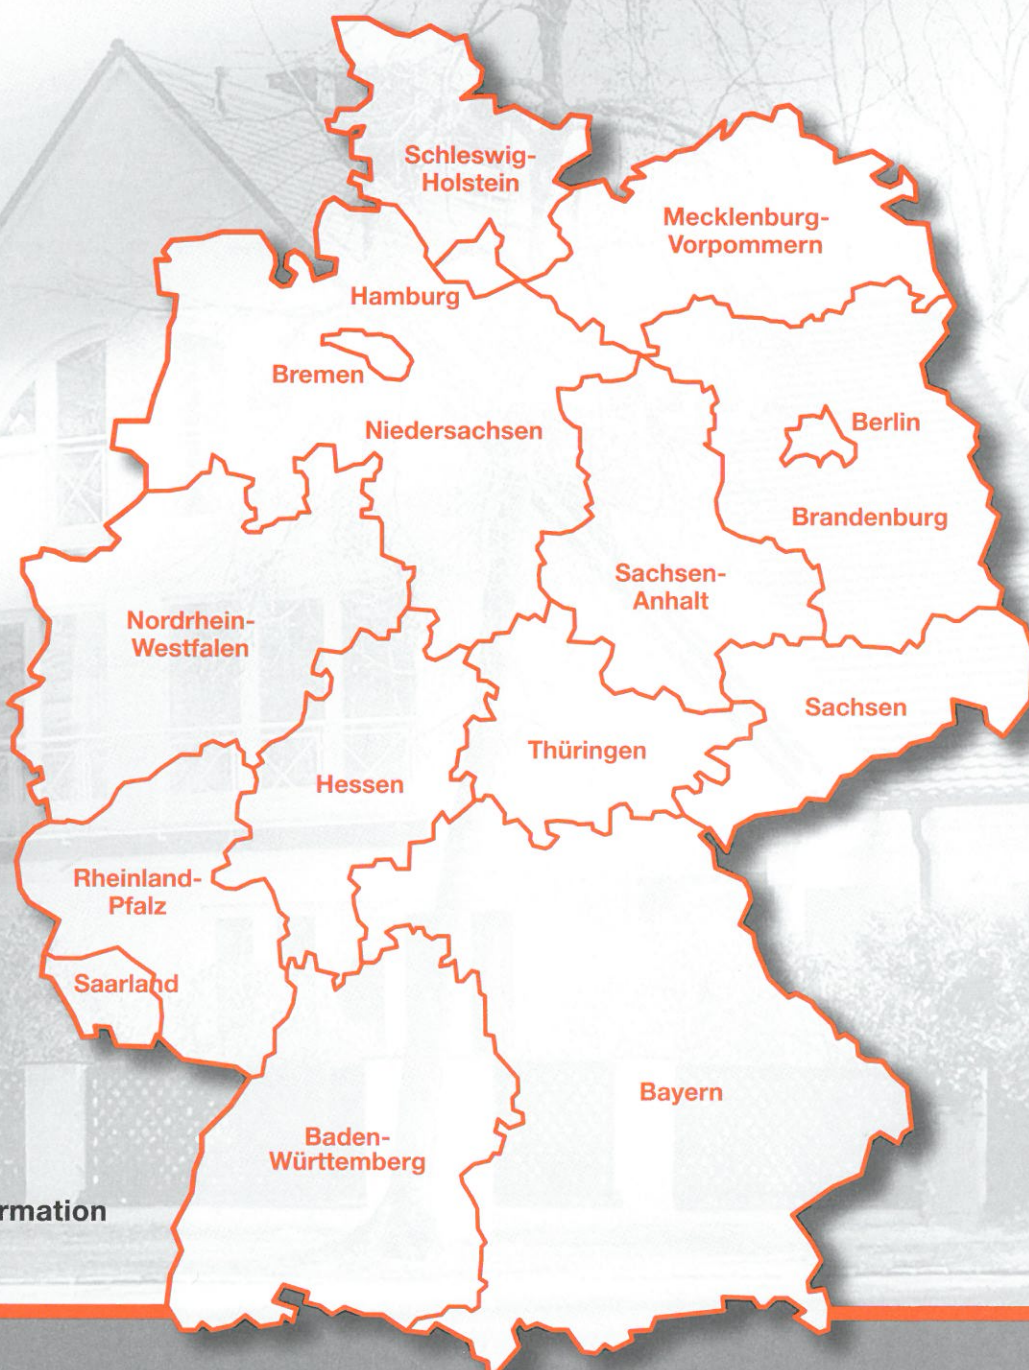 Schleswig-
Holstein
Mecklenburg-
Vorpommern
Hamburg
Bremen
Niedersachsen
Berlin
Brandenburg
Sachsen-
Anhalt
Nordrhein-
Westfalen
Sachsen
Thüringen
Hessen
Rheinland-
Pfalz
Saarland
Bayern
Baden-
Württemberg
rmation